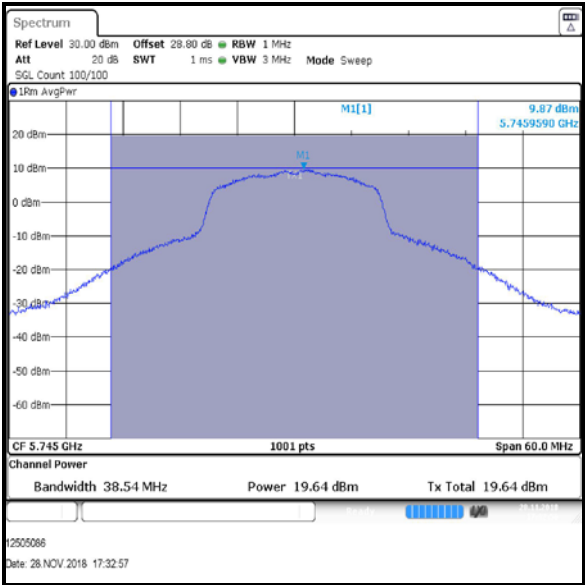 Spectrum
Ref Level 30.00 dBm Offset 28.80 dB RBW 1 MHz
Att 20 dB SWT 1 ms VBW 3 MHz Mode Sweep
SGL Count 100/100
1Rm AvgPwr
M1[1] 9.87 dBm
5.7459590 GHz
20 dBm
M1
10 dBm
0 dBm
-10 dBm
-20 dBm
-30 dBm
-40 dBm
-50 dBm
-60 dBm
CF 5.745 GHz 1001 pts Span 60.0 MHz
Channel Power
Bandwidth 38.54 MHz Power 19.64 dBm Tx Total 19.64 dBm
12505086
Date: 28.NOV.2018 17:32:57